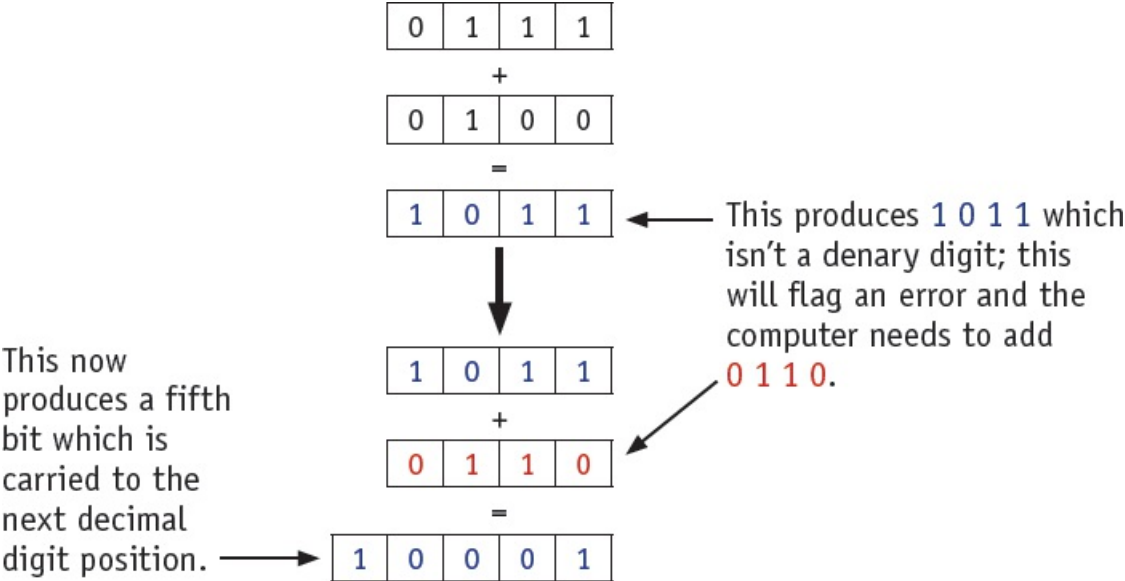 0 1 1 1
+
0 1 0 0
=
1 0 1 1
This produces 1 0 1 1 which
isn't a denary digit; this
will flag an error and the
computer needs to add
0 1 1 0.
1 0 1 1
+
0 1 1 0
=
1 0 0 0 1
This now
produces a fifth
bit which is
carried to the
next decimal
digit position.